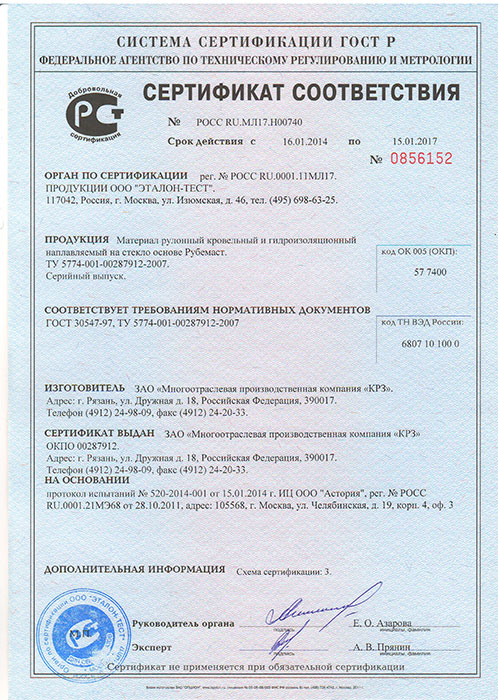 СИСТЕМА СЕРТИФИКАЦИИ ГОСТ Р
ФЕДЕРАЛЬНОЕ АГЕНТСТВО ПО ТЕХНИЧЕСКОМУ РЕГУЛИРОВАНИЮ И МЕТРОЛОГИИ
Добровольная
РСТ
сертификация
СЕРТИФИКАТ СООТВЕТСТВИЯ
№ РОСС RU.МЛ17.Н00740
Срок действия с 16.01.2014 по 15.01.2017
№ 0856152
ОРГАН ПО СЕРТИФИКАЦИИ рег. № РОСС RU.0001.11МЛ17.
ПРОДУКЦИИ ООО "ЭТАЛОН-ТЕСТ".
117042, Россия, г. Москва, ул. Изюмская, д. 46, тел. (495) 698-63-25.
ПРОДУКЦИЯ Материал рулонный кровельный и гидроизоляционный
наплавляемый на стекло основе Рубемаст.
ТУ 5774-001-00287912-2007.
Серийный выпуск.
код ОК 005 (ОКП):
57 7400
СООТВЕТСТВУЕТ ТРЕБОВАНИЯМ НОРМАТИВНЫХ ДОКУМЕНТОВ
ГОСТ 30547-97, ТУ 5774-001-00287912-2007
код ТН ВЭД России:
6807 10 100 0
ИЗГОТОВИТЕЛЬ ЗАО «Многоотраслевая производственная компания «КРЗ».
Адрес: г. Рязань, ул. Дружная д. 18, Российская Федерация, 390017.
Телефон (4912) 24-98-09, факс (4912) 24-20-33.
СЕРТИФИКАТ ВЫДАН ЗАО «Многоотраслевая производственная компания «КРЗ»
ОКПО 00287912.
Адрес: г. Рязань, ул. Дружная д. 18, Российская Федерация, 390017.
Телефон (4912) 24-98-09, факс (4912) 24-20-33.
НА ОСНОВАНИИ
протокол испытаний № 520-2014-001 от 15.01.2014 г. ИЦ ООО "Астория", рег. № РОСС
RU.0001.21МЭ68 от 28.10.2011, адрес: 105568, г. Москва, ул. Челябинская, д. 19, корп. 4, оф. 3
ДОПОЛНИТЕЛЬНАЯ ИНФОРМАЦИЯ Схема сертификации: 3.
Руководитель органа Е. О. Азарова
подпись инициалы, фамилия
Эксперт А. В. Прянин
подпись инициалы, фамилия
М.П.
"ЭТАЛОН-ТЕСТ"
Сертификат не применяется при обязательной сертификации